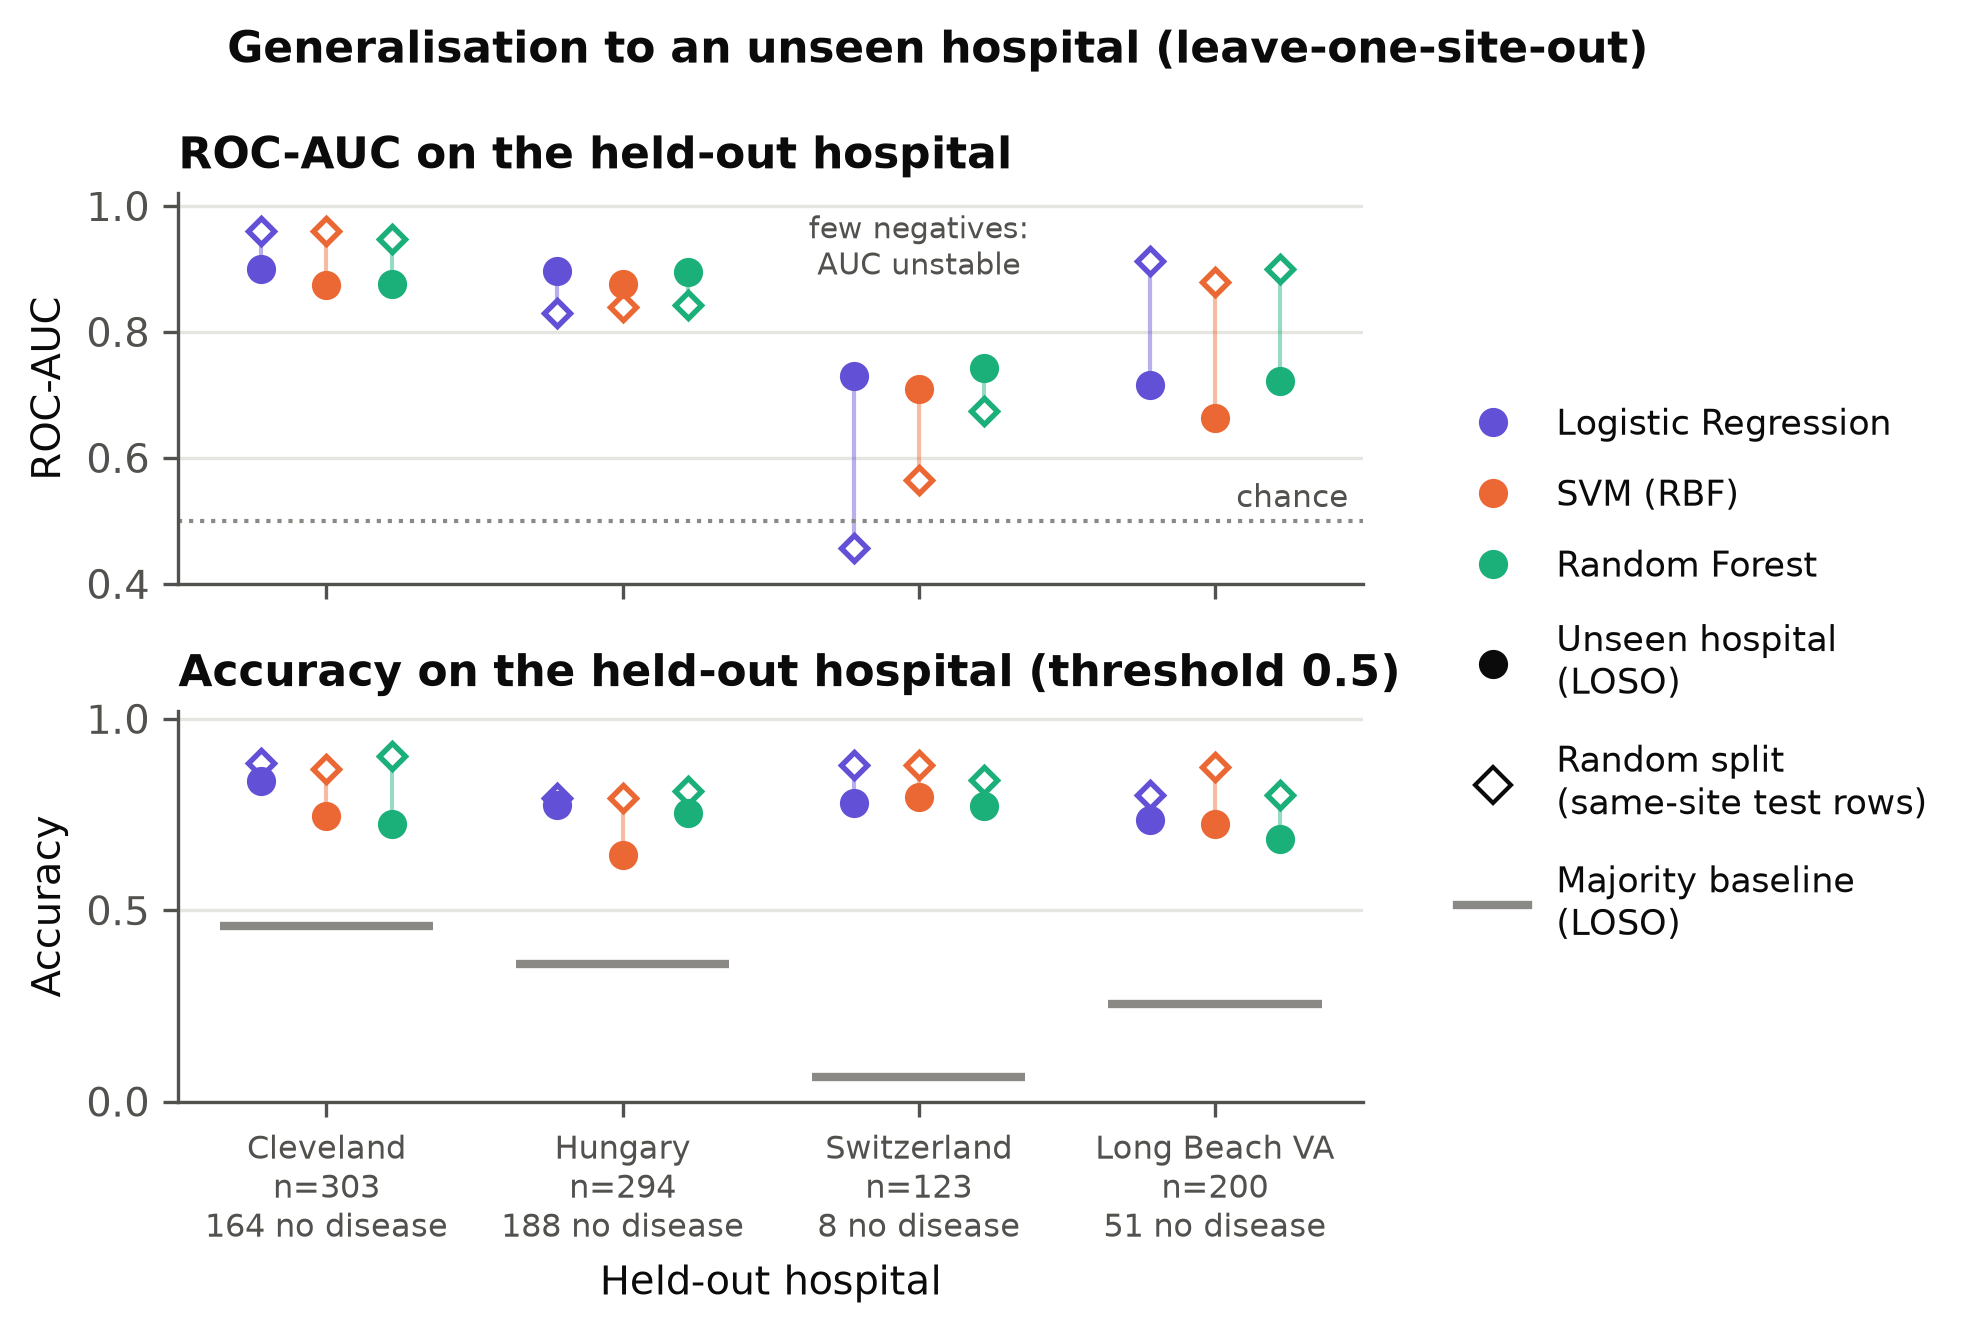 Generalisation to an unseen hospital (leave-one-site-out)
ROC-AUC on the held-out hospital
ROC-AUC
1.0
0.8
0.6
0.4
few negatives:
AUC unstable
chance
Accuracy on the held-out hospital (threshold 0.5)
Accuracy
1.0
0.5
0.0
Cleveland
n=303
164 no disease
Hungary
n=294
188 no disease
Switzerland
n=123
8 no disease
Long Beach VA
n=200
51 no disease
Held-out hospital
Logistic Regression
SVM (RBF)
Random Forest
Unseen hospital
(LOSO)
Random split
(same-site test rows)
Majority baseline
(LOSO)